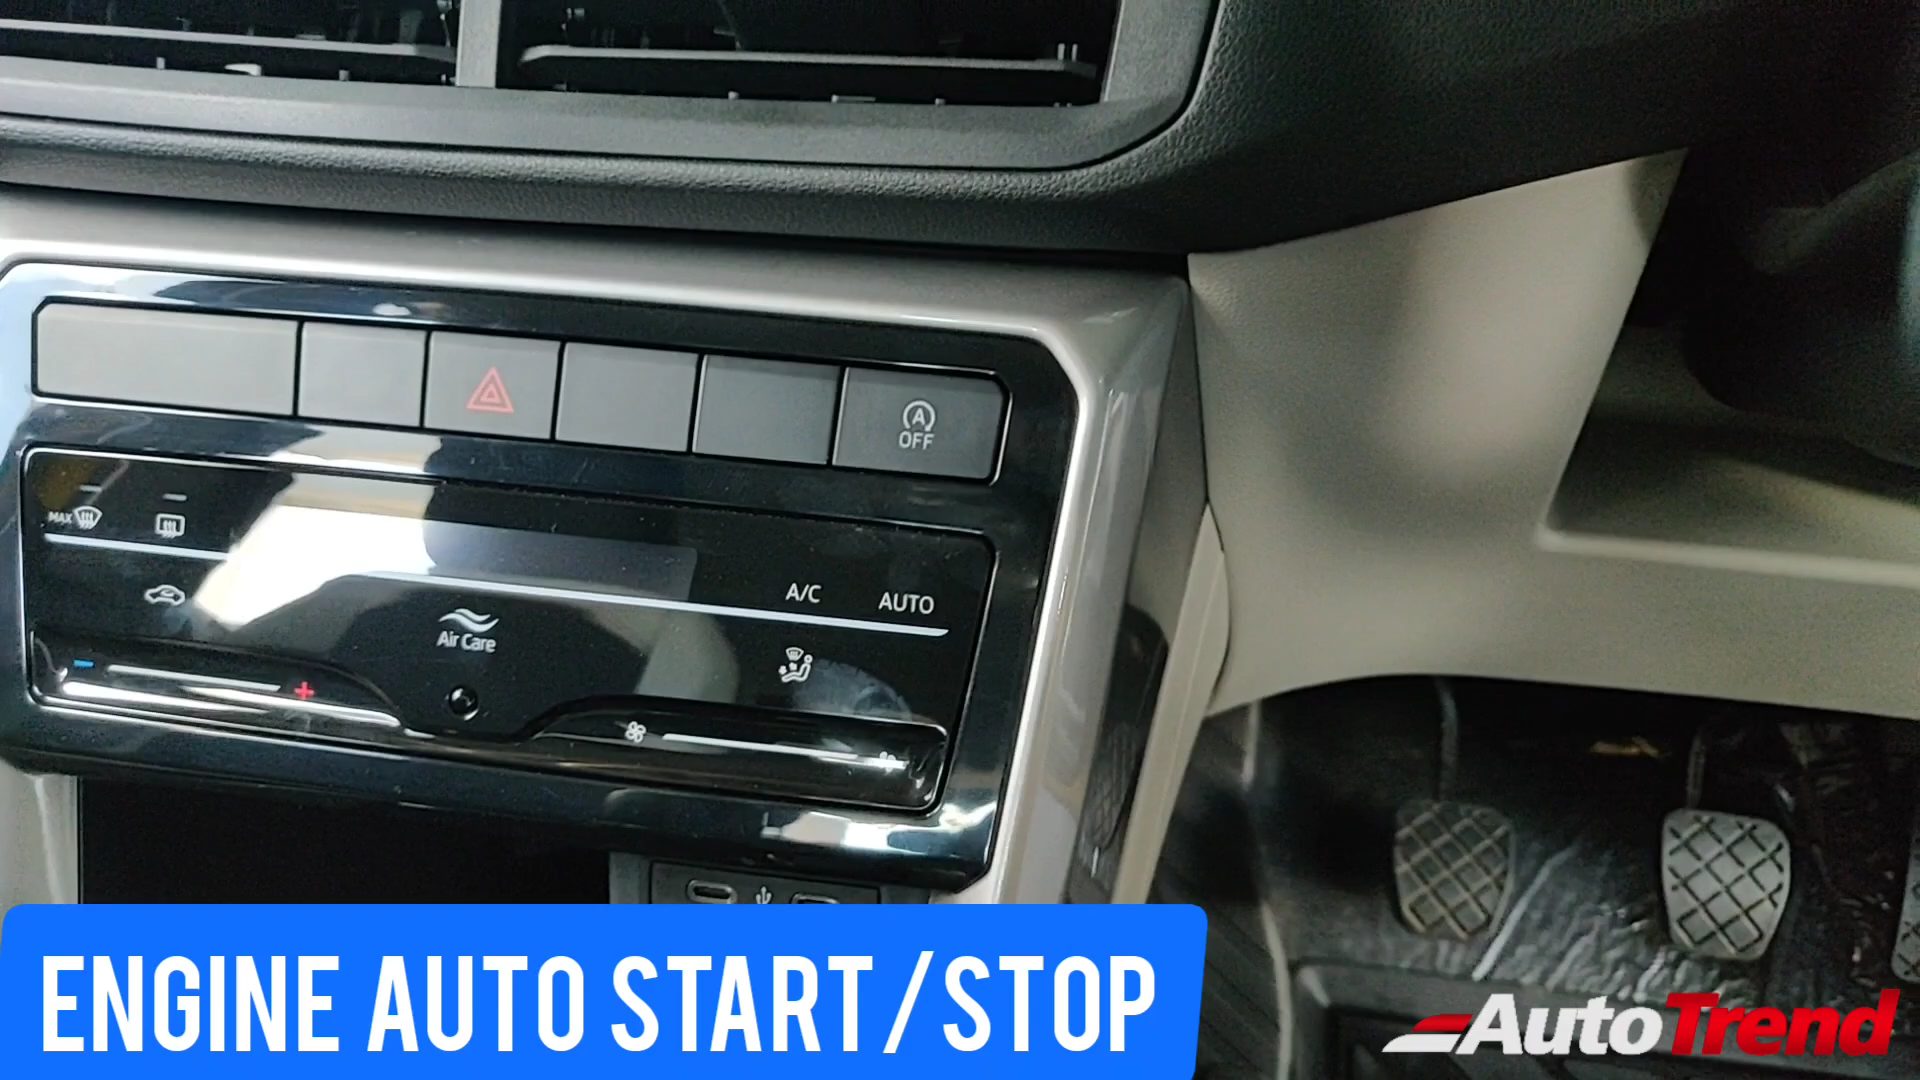 A
OFF
MAX
A/C
AUTO
Air Care
ENGINE AUTO START/STOP
AutoTrend